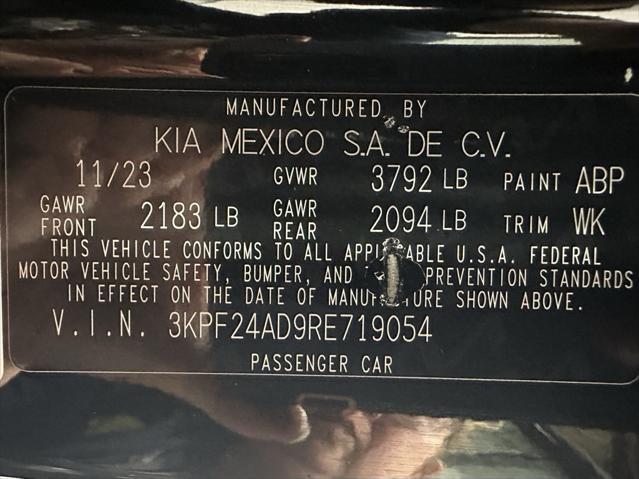 MANUFACTURED BY
KIA MEXICO S.A. DE C.V.
11/23 GVWR 3792 LB PAINT ABP
GAWR FRONT 2183 LB GAWR REAR 2094 LB TRIM WK
THIS VEHICLE CONFORMS TO ALL U.S.A. FEDERAL
MOTOR VEHICLE SAFETY, BUMPER, AND PREVENTION STANDARDS
IN EFFECT ON THE DATE OF SHOWN ABOVE.
V.I.N. 3KPF24AD9RE719054
PASSENGER CAR